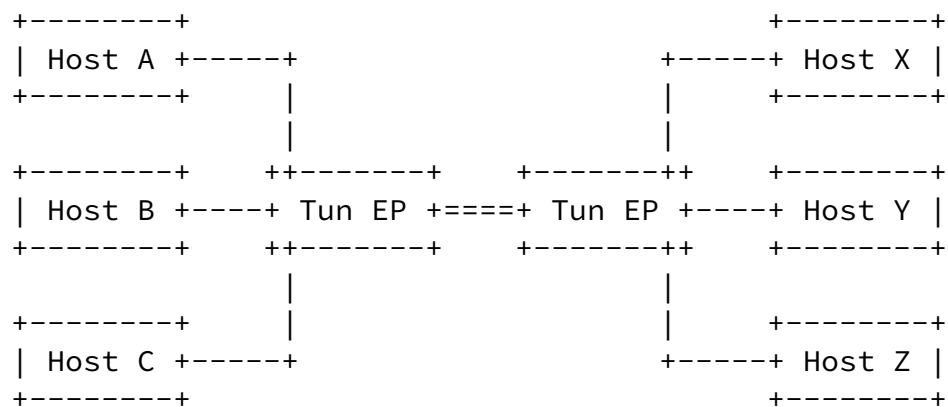 +--------+                               +--------+
| Host A +-----+                   +-----+ Host X |
+--------+     |                   |     +--------+
               |                   |
+--------+    ++-------+    +-------++    +--------+
| Host B +----+ Tun EP +====+ Tun EP +----+ Host Y |
+--------+    ++-------+    +-------++    +--------+
               |                   |
+--------+     |                   |     +--------+
| Host C +-----+                   +-----+ Host Z |
+--------+                               +--------+